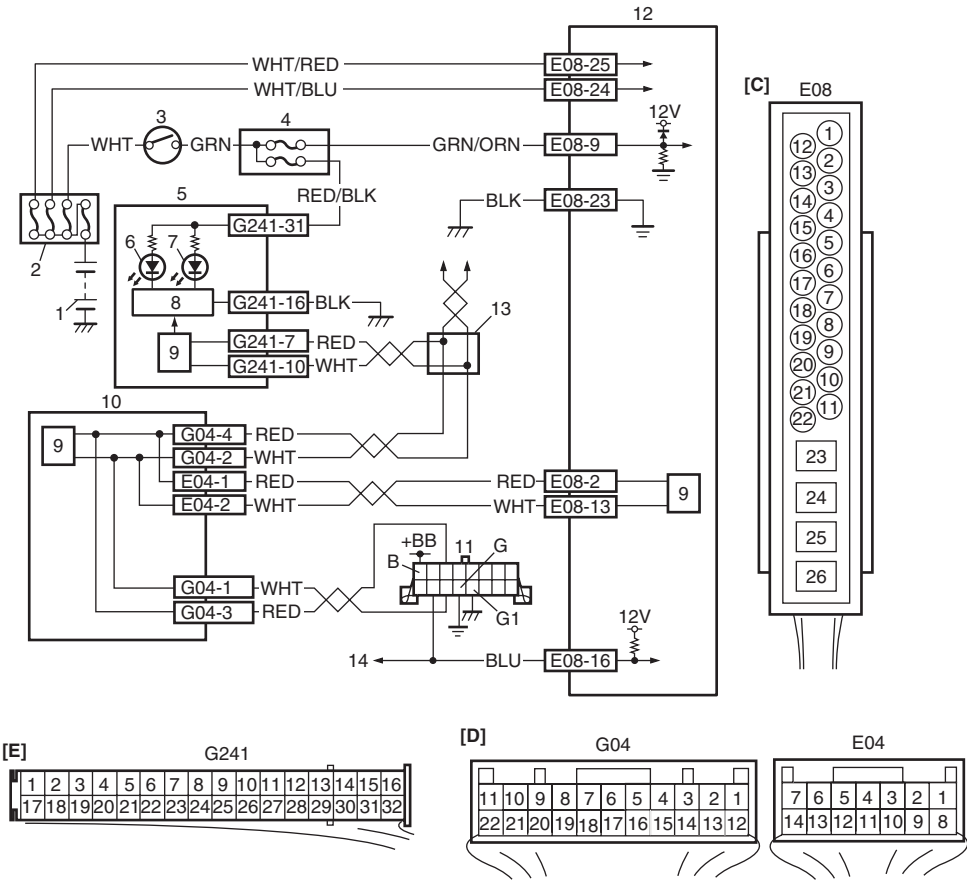 12
WHT/RED
E08-25
WHT/BLU
E08-24
[C]
E08
3
4
12V
WHT
GRN
GRN/ORN
E08-9
RED/BLK
5
BLK
E08-23
G241-31
6
7
2
8
G241-16
BLK
1
13
9
G241-7
RED
G241-10
WHT
10
9
G04-4
RED
G04-2
WHT
E04-1
RED
RED
E08-2
E04-2
WHT
WHT
E08-13
9
+BB
B
11
G
G04-1
WHT
G04-3
RED
G1
12V
14
BLU
E08-16
1
12
2
13
3
14
4
15
5
16
6
17
7
18
8
19
9
20
10
21
11
22
23
24
25
26
[E]
G241
1 2 3 4 5 6 7 8 9 10 11 12 13 14 15 16
17 18 19 20 21 22 23 24 25 26 27 28 29 30 31 32
[D]
G04
11 10 9 8 7 6 5 4 3 2 1
22 21 20 19 18 17 16 15 14 13 12
E04
7 6 5 4 3 2 1
14 13 12 11 10 9 8